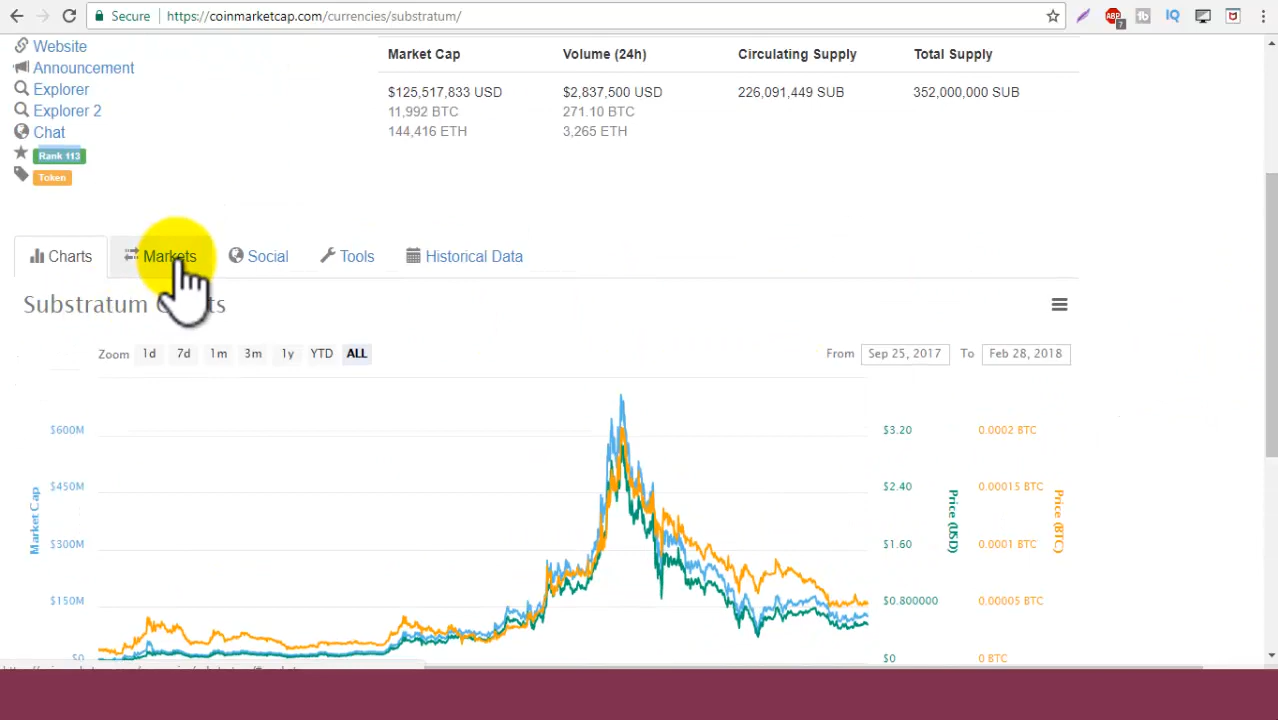 Secure https://coinmarketcap.com/currencies/substratum/
ABP 7 tb IQ
Website
Announcement
Explorer
Explorer 2
Chat
Rank 113
Token
Market Cap Volume (24h) Circulating Supply Total Supply
$125,517,833 USD $2,837,500 USD 226,091,449 SUB 352,000,000 SUB
11,992 BTC 271.10 BTC
144,416 ETH 3,265 ETH
Charts Markets Social Tools Historical Data
Substratum
Zoom 1d 7d 1m 3m 1y YTD ALL From Sep 25, 2017 To Feb 28, 2018
$600M $3.20 0.0002 BTC
$450M $2.40 0.00015 BTC
$300M $1.60 0.0001 BTC
$150M $0.800000 0.00005 BTC
$0 $0 0 BTC
Market Cap
Price (USD)
Price (BTC)